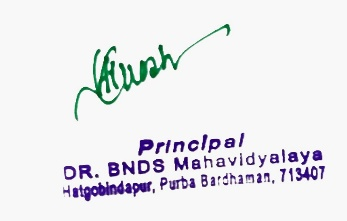 Principal
DR. BNDS Mahavidyalaya
Hatgobindapur, Purba Bardhaman, 713407